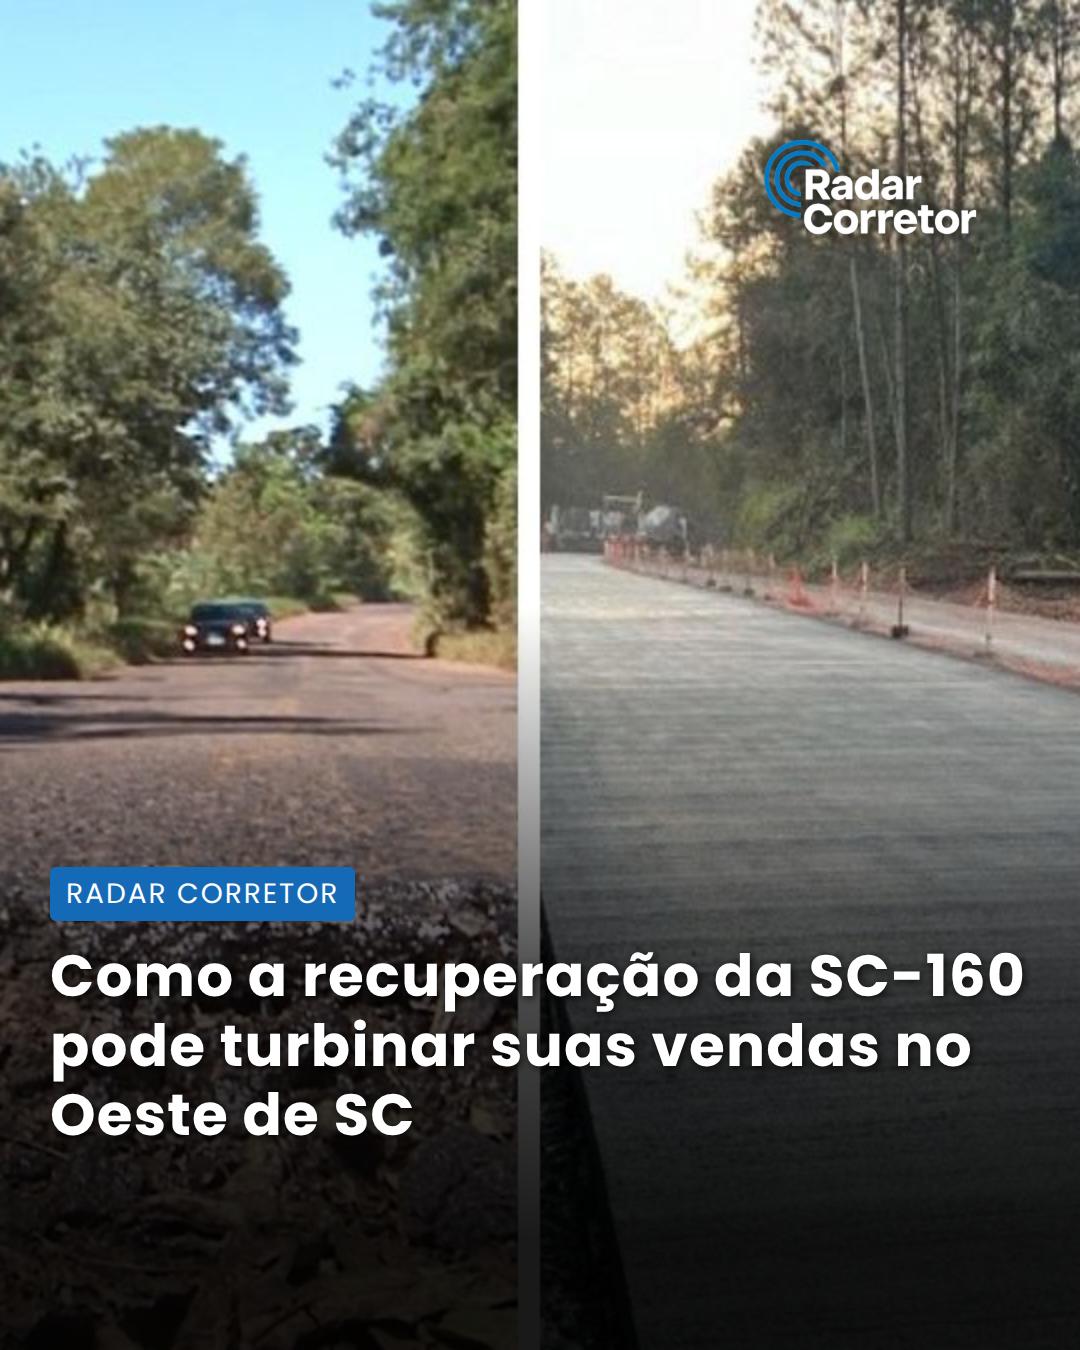 Radar
Corretor
RADAR CORRETOR
Como a recuperação da SC-160
pode turbinar suas vendas no
Oeste de SC